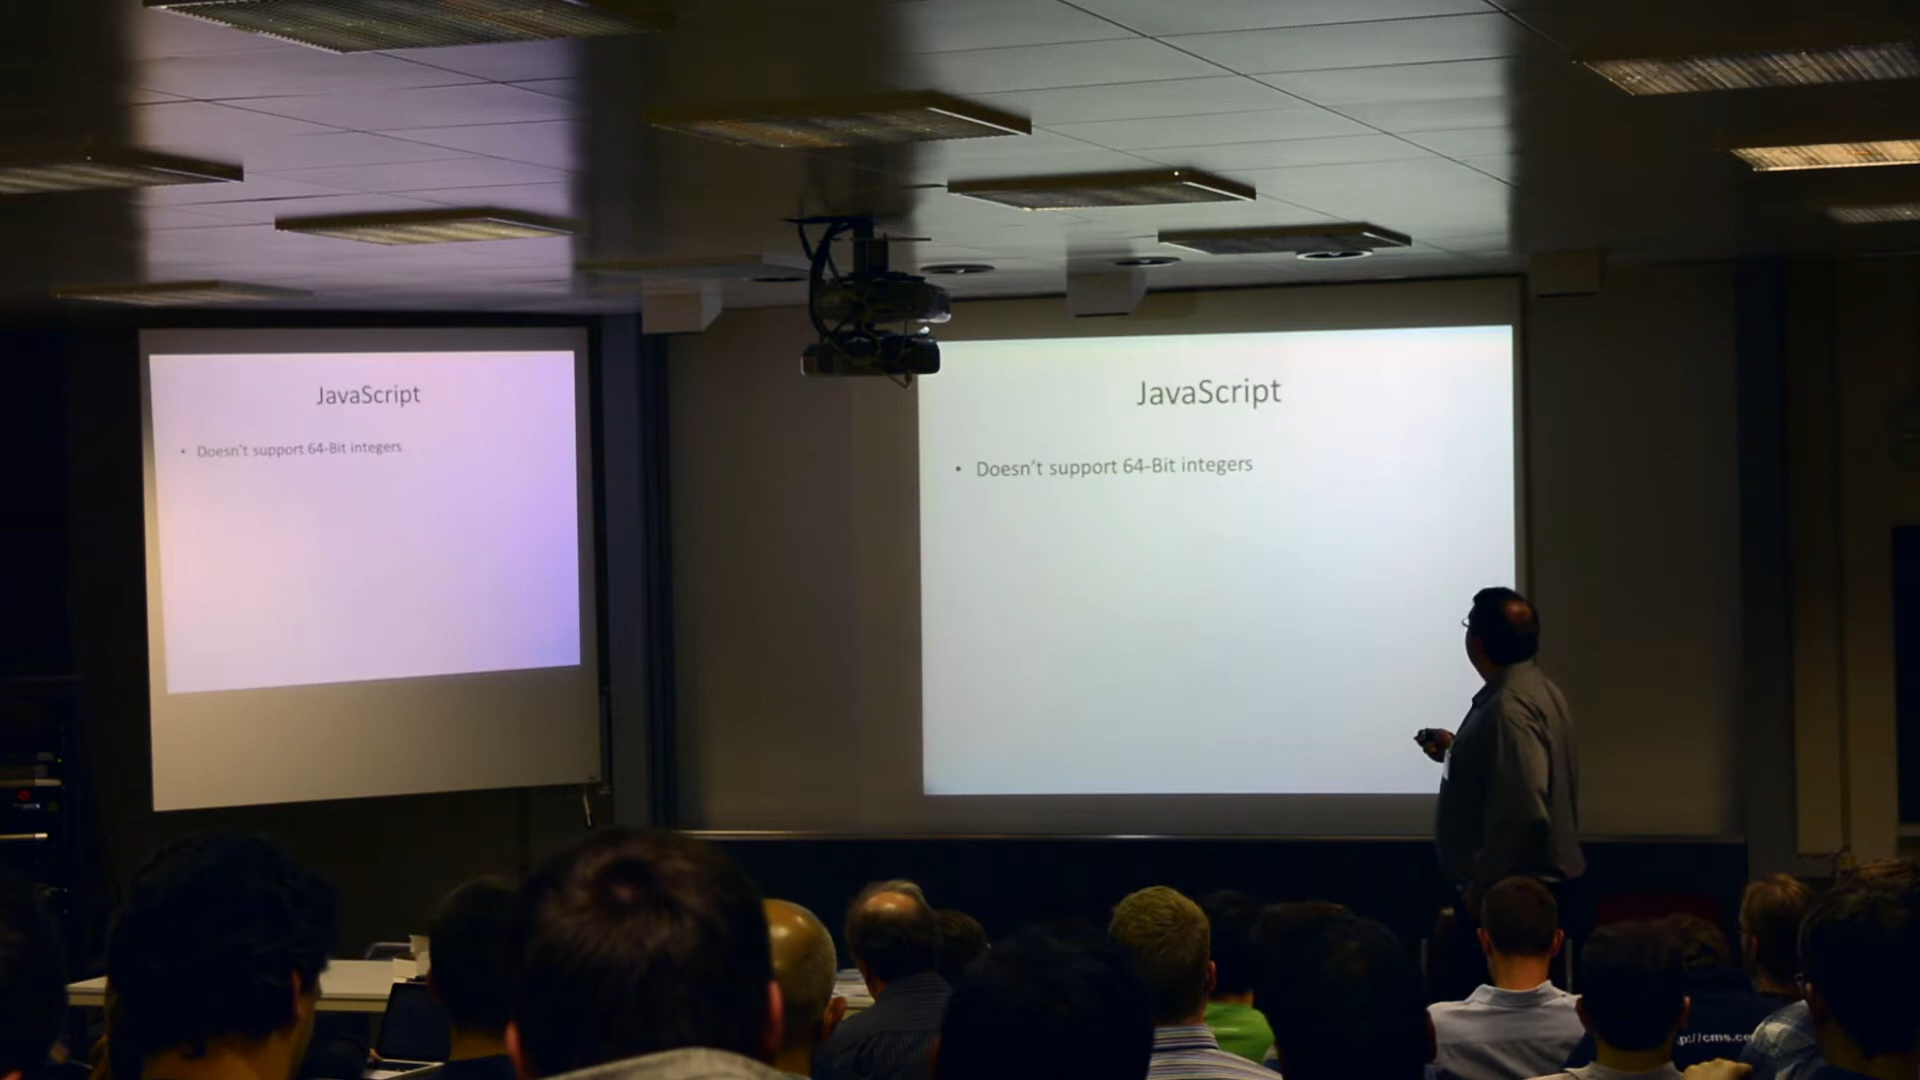 JavaScript
• Doesn't support 64-Bit integers
JavaScript
• Doesn't support 64-Bit integers